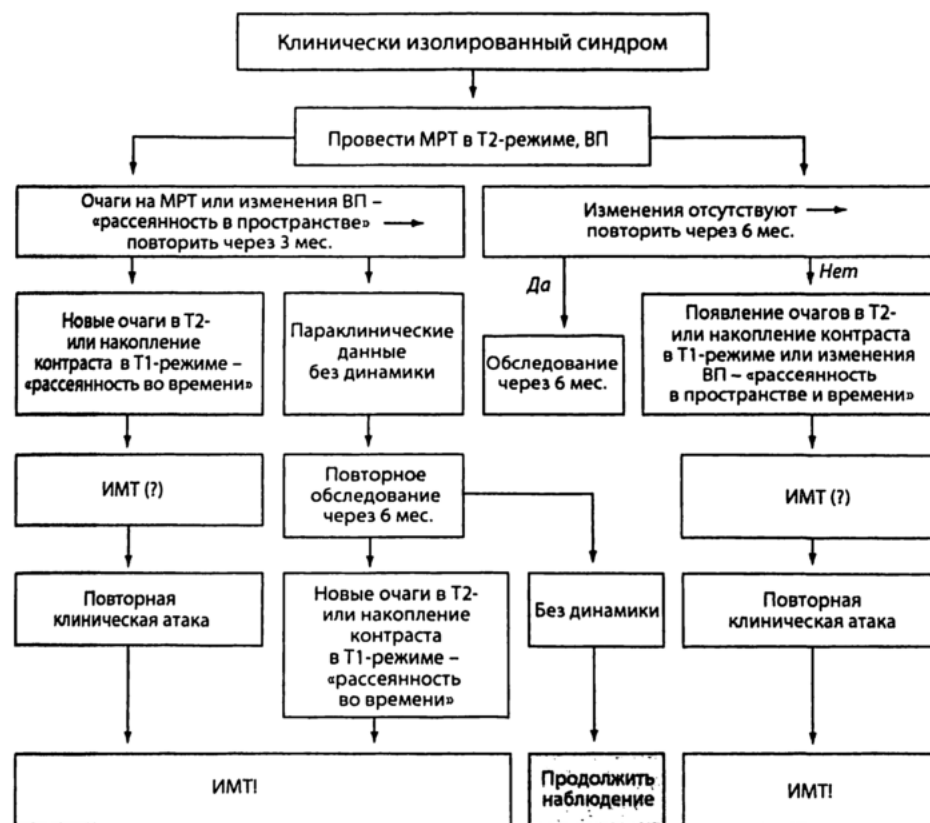 Клинически изолированный синдром
Провести МРТ в Т2-режиме, ВП
Очаги на МРТ или изменения ВП –
«рассеянность в пространстве»
повторить через 3 мес.
Изменения отсутствуют
повторить через 6 мес.
Да
Нет
Новые очаги в Т2-
или накопление
контраста в Т1-режиме –
«рассеянность во времени»
Параклинические
данные
без динамики
Обследование
через 6 мес.
Появление очагов в Т2-
или накопление контраста
в Т1-режиме или изменения
ВП – «рассеянность
в пространстве и времени»
ИМТ (?)
Повторное
обследование
через 6 мес.
ИМТ (?)
Повторная
клиническая атака
Новые очаги в Т2-
или накопление
контраста
в Т1-режиме –
«рассеянность
во времени»
Без динамики
Повторная
клиническая атака
ИМТ!
Продолжить
наблюдение
ИМТ!